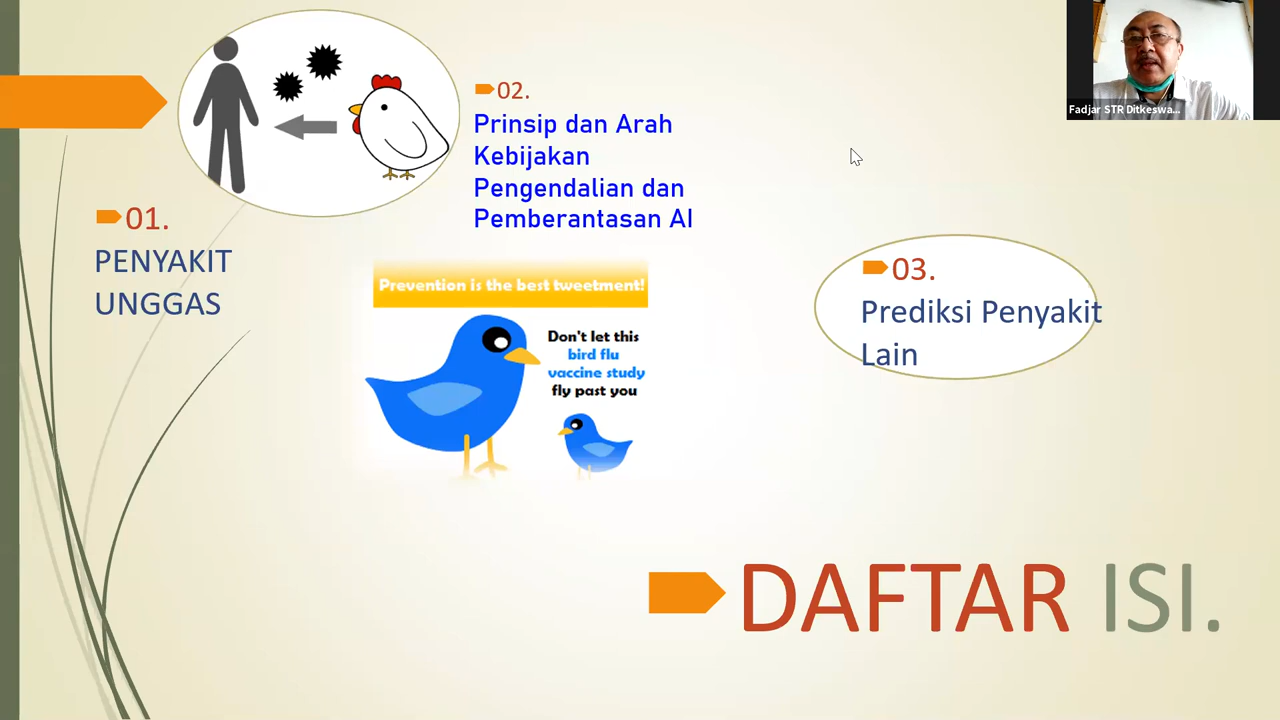 01.
PENYAKIT
UNGGAS
02.
Prinsip dan Arah
Kebijakan
Pengendalian dan
Pemberantasan AI
Prevention is the best tweetment!
Don't let this
bird flu
vaccine study
fly past you
03.
Prediksi Penyakit
Lain
DAFTAR ISI.
Fadjar STR Ditkeswa...